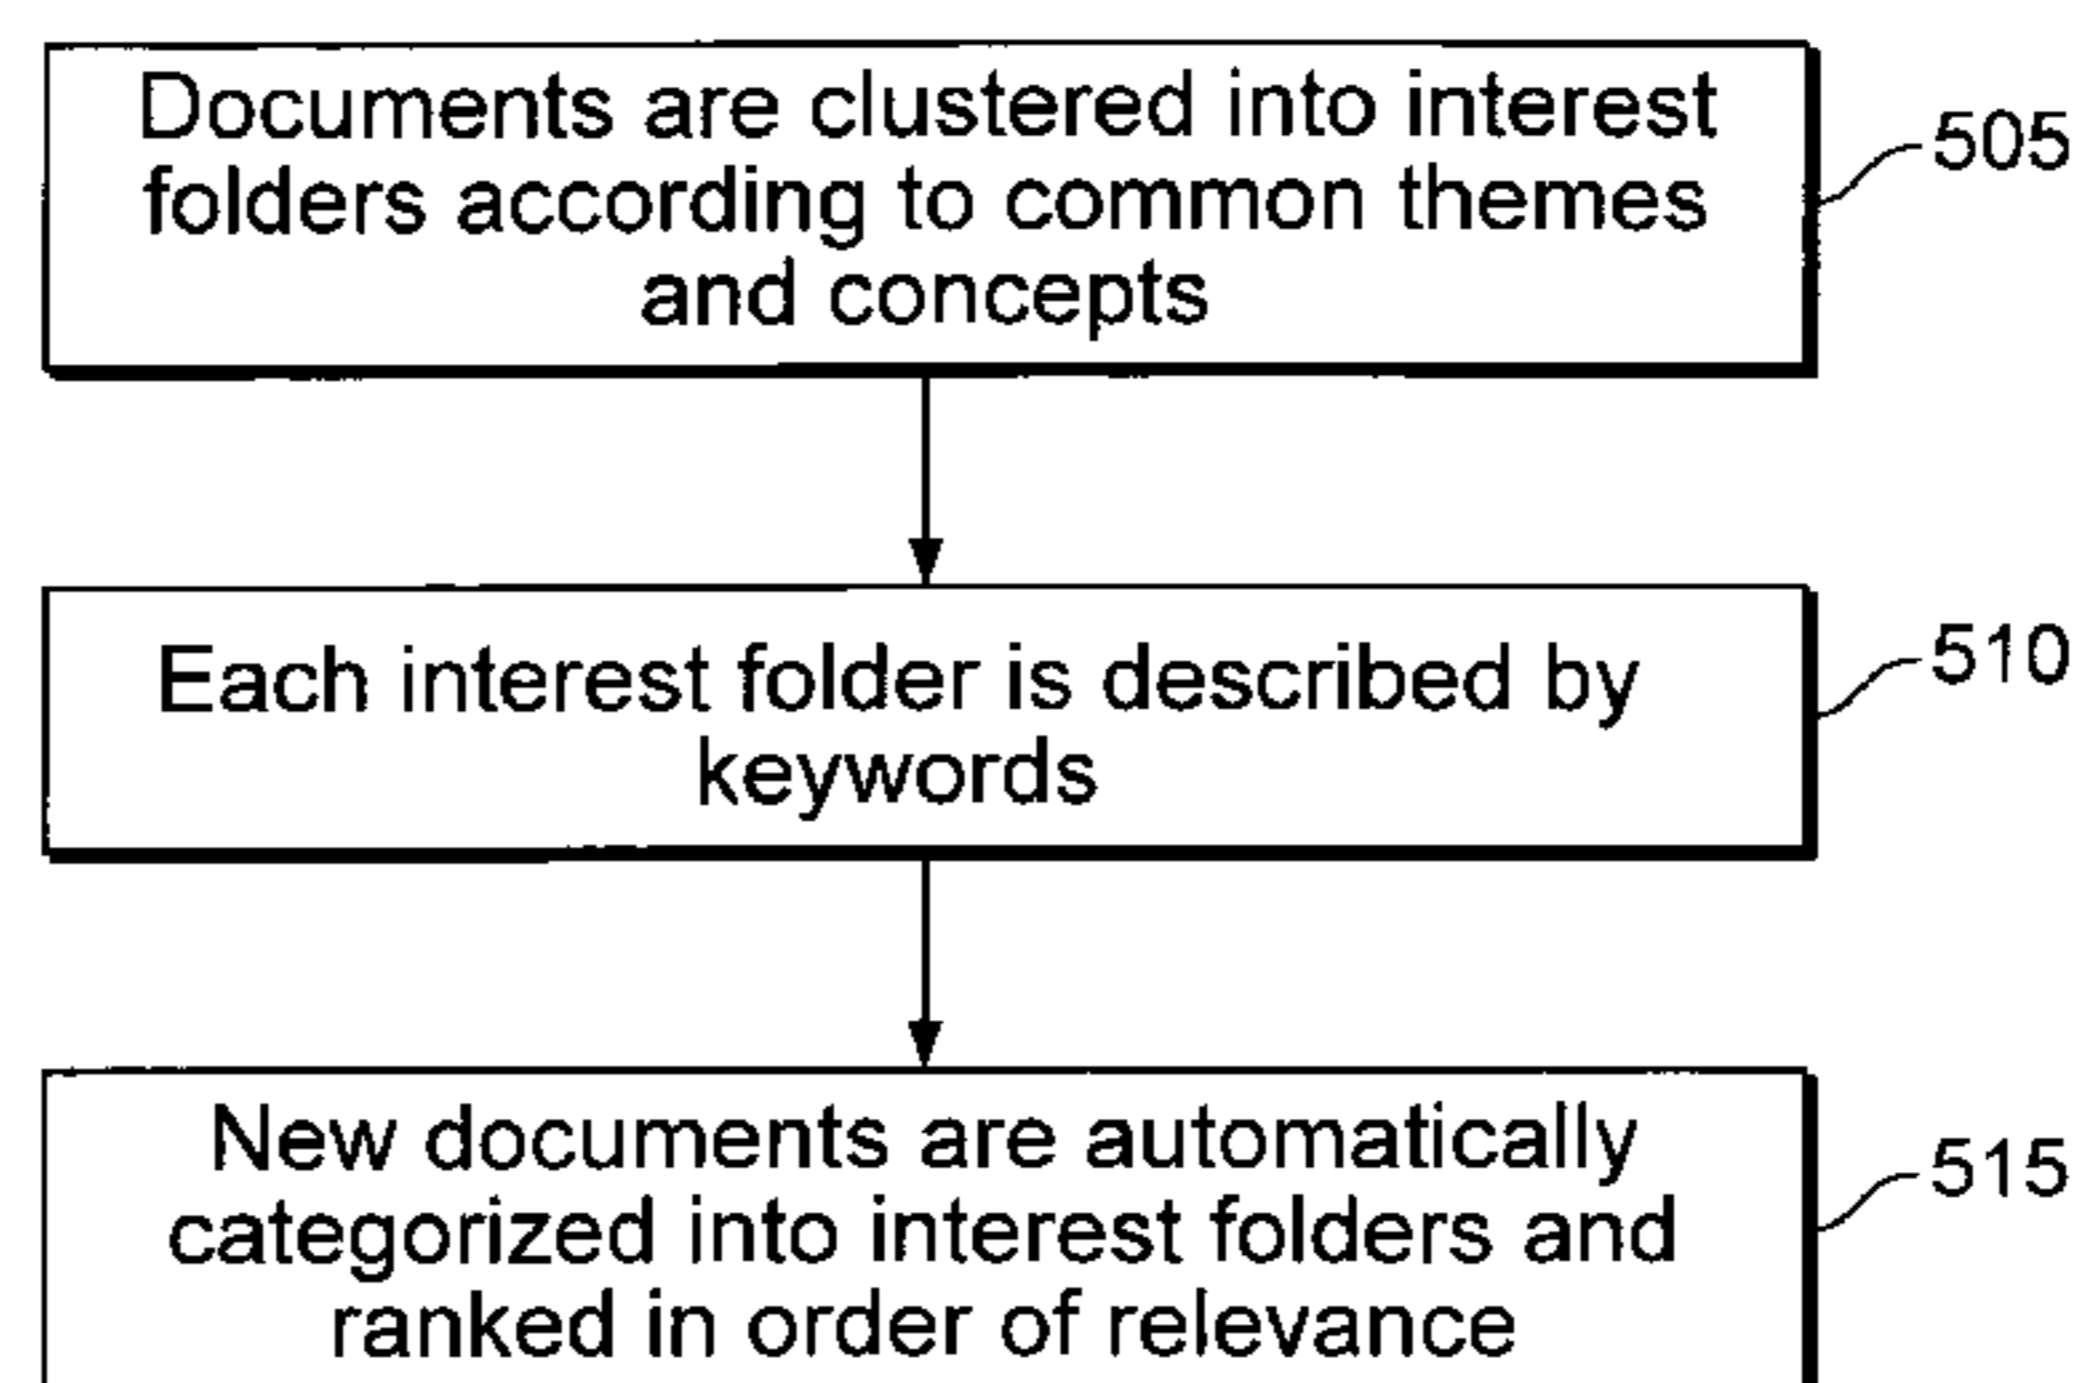 Documents are clustered into interest
folders according to common themes
and concepts
505
Each interest folder is described by
keywords
510
New documents are automatically
categorized into interest folders and
ranked in order of relevance
515